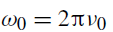 ω₀ = 2πν₀